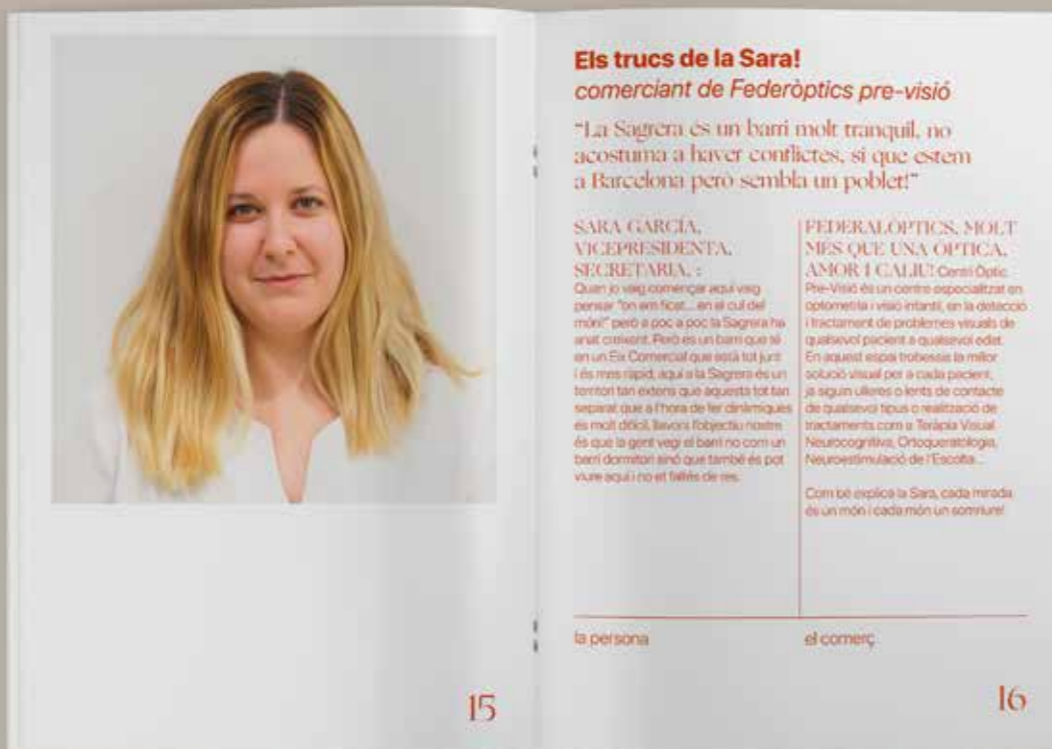 Els trucs de la Sara!
comerciant de Federòptics pre-visió
"La Sagrera és un barri molt tranquil, no
acostuma a haver conflictes, si que estem
a Barcelona però sembla un poblet!"
SARA GARCÍA,
VICEPRESIDENTA,
SECRETARIA, :
Quan jo vaig començar aquí vaig
pensar "on em ficat... en el cul del
món!" però a poc a poc la Sagrera ha
anat creixent. Però és un barri que té
en un Eix Comercial que està tot junt
i és mes ràpid, aquí a la Sagrera és un
territori tan extens que aquesta tot tan
separat que a l'hora de fer dinàmiques
és molt difícil, llavors l'objectiu nostre
és que la gent vegi el barri no com un
barri dormitori sinó que també és pot
viure aquí i no et faltés de res.
la persona
FEDERALÒPTICS, MOLT
MÉS QUE UNA ÒPTICA,
AMOR I CALIU! Centri Òptic
Pre-Visió és un centre especialitzat en
optometria i visió infantil, en la detecció
i tractament de problemes visuals de
qualsevol pacient a qualsevol edat.
En aquest espai trobessis la millor
solució visual per a cada pacient,
ja siguin ulleres o lents de contacte
de qualsevol tipus o realització de
tractaments com a Teràpia Visual
Neurocognitiva, Ortoqueratologia,
Neuroestimulació de l'Escolta...
Com bé explica la Sara, cada mirada
és un món i cada món un somriure!
el comerç
15
16